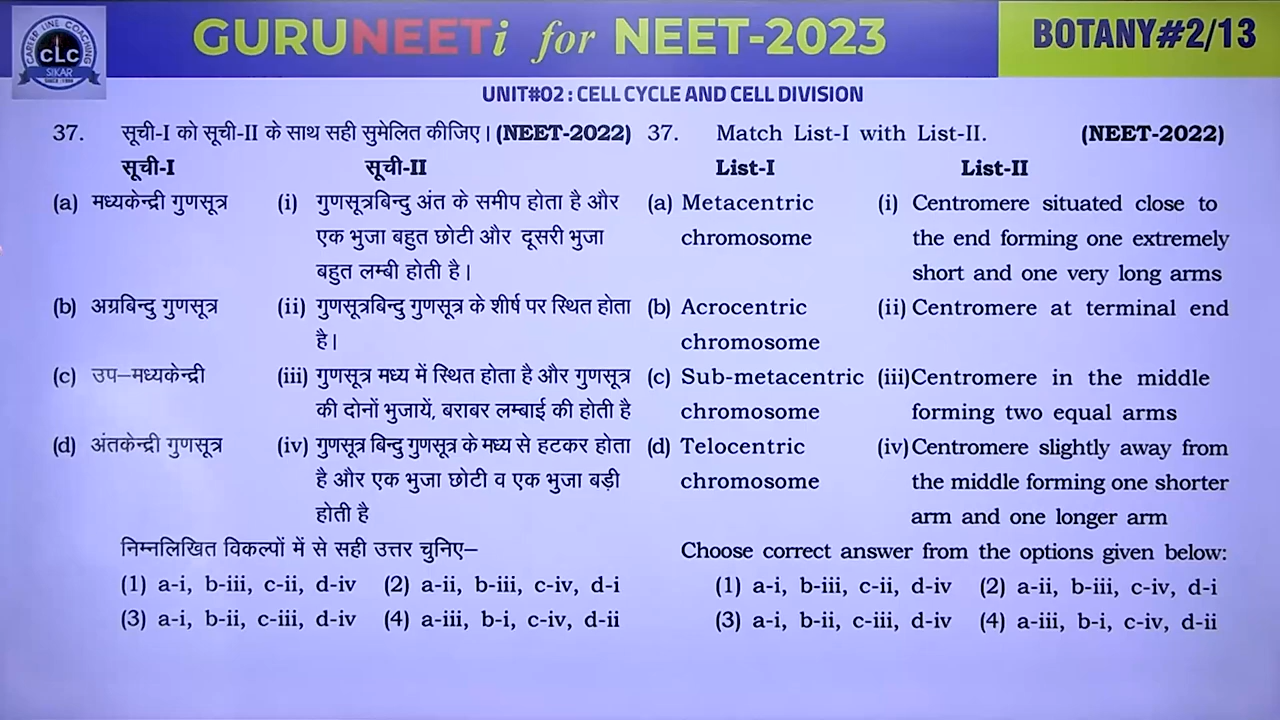 CAREER LINE COACHING
CLC
SIKAR
GURUNEETi for NEET-2023
BOTANY#2/13
UNIT#02 : CELL CYCLE AND CELL DIVISION
37. सूची-I को सूची-II के साथ सही सुमेलित कीजिए। (NEET-2022)
सूची-I सूची-II
(a) मध्यकेन्द्री गुणसूत्र (i) गुणसूत्रबिन्दु अंत के समीप होता है और
एक भुजा बहुत छोटी और दूसरी भुजा
बहुत लम्बी होती है।
(b) अग्रबिन्दु गुणसूत्र (ii) गुणसूत्रबिन्दु गुणसूत्र के शीर्ष पर स्थित होता
है।
(c) उप–मध्यकेन्द्री (iii) गुणसूत्र मध्य में स्थित होता है और गुणसूत्र
की दोनों भुजायें, बराबर लम्बाई की होती है
(d) अंतकेन्द्री गुणसूत्र (iv) गुणसूत्र बिन्दु गुणसूत्र के मध्य से हटकर होता
है और एक भुजा छोटी व एक भुजा बड़ी
होती है
निम्नलिखित विकल्पों में से सही उत्तर चुनिए–
(1) a-i, b-iii, c-ii, d-iv (2) a-ii, b-iii, c-iv, d-i
(3) a-i, b-ii, c-iii, d-iv (4) a-iii, b-i, c-iv, d-ii
37. Match List-I with List-II. (NEET-2022)
List-I List-II
(a) Metacentric (i) Centromere situated close to
chromosome the end forming one extremely
short and one very long arms
(b) Acrocentric (ii) Centromere at terminal end
chromosome
(c) Sub-metacentric (iii)Centromere in the middle
chromosome forming two equal arms
(d) Telocentric (iv)Centromere slightly away from
chromosome the middle forming one shorter
arm and one longer arm
Choose correct answer from the options given below:
(1) a-i, b-iii, c-ii, d-iv (2) a-ii, b-iii, c-iv, d-i
(3) a-i, b-ii, c-iii, d-iv (4) a-iii, b-i, c-iv, d-ii